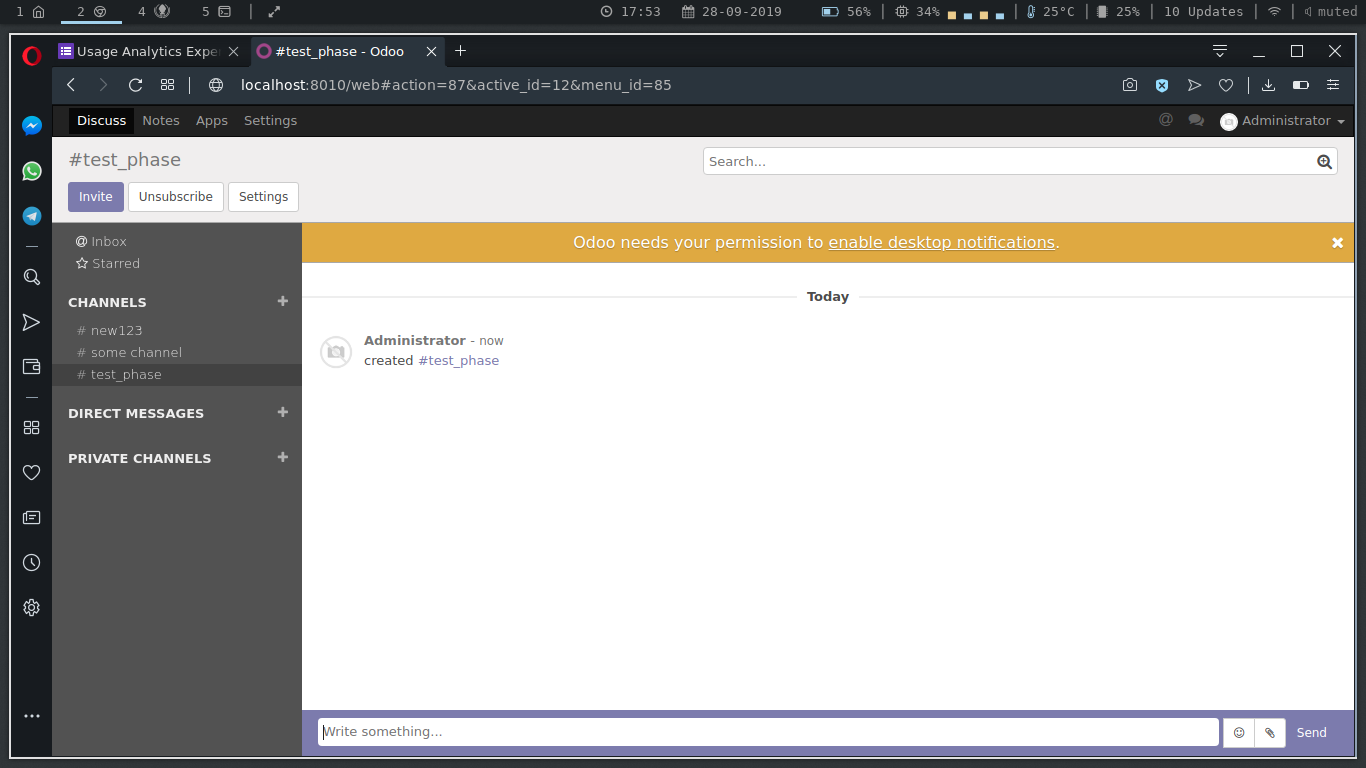 1 2 4 5 17:53 28-09-2019 56% 34% 25°C 25% 10 Updates muted
Usage Analytics Expe #test_phase - Odoo
localhost:8010/web#action=87&active_id=12&menu_id=85
Discuss Notes Apps Settings @ Administrator
#test_phase
Search...
Invite Unsubscribe Settings
Inbox
Starred
CHANNELS +
# new123
# some channel
# test_phase
DIRECT MESSAGES +
PRIVATE CHANNELS +
Odoo needs your permission to enable desktop notifications.
Today
Administrator - now
created #test_phase
Write something...
Send